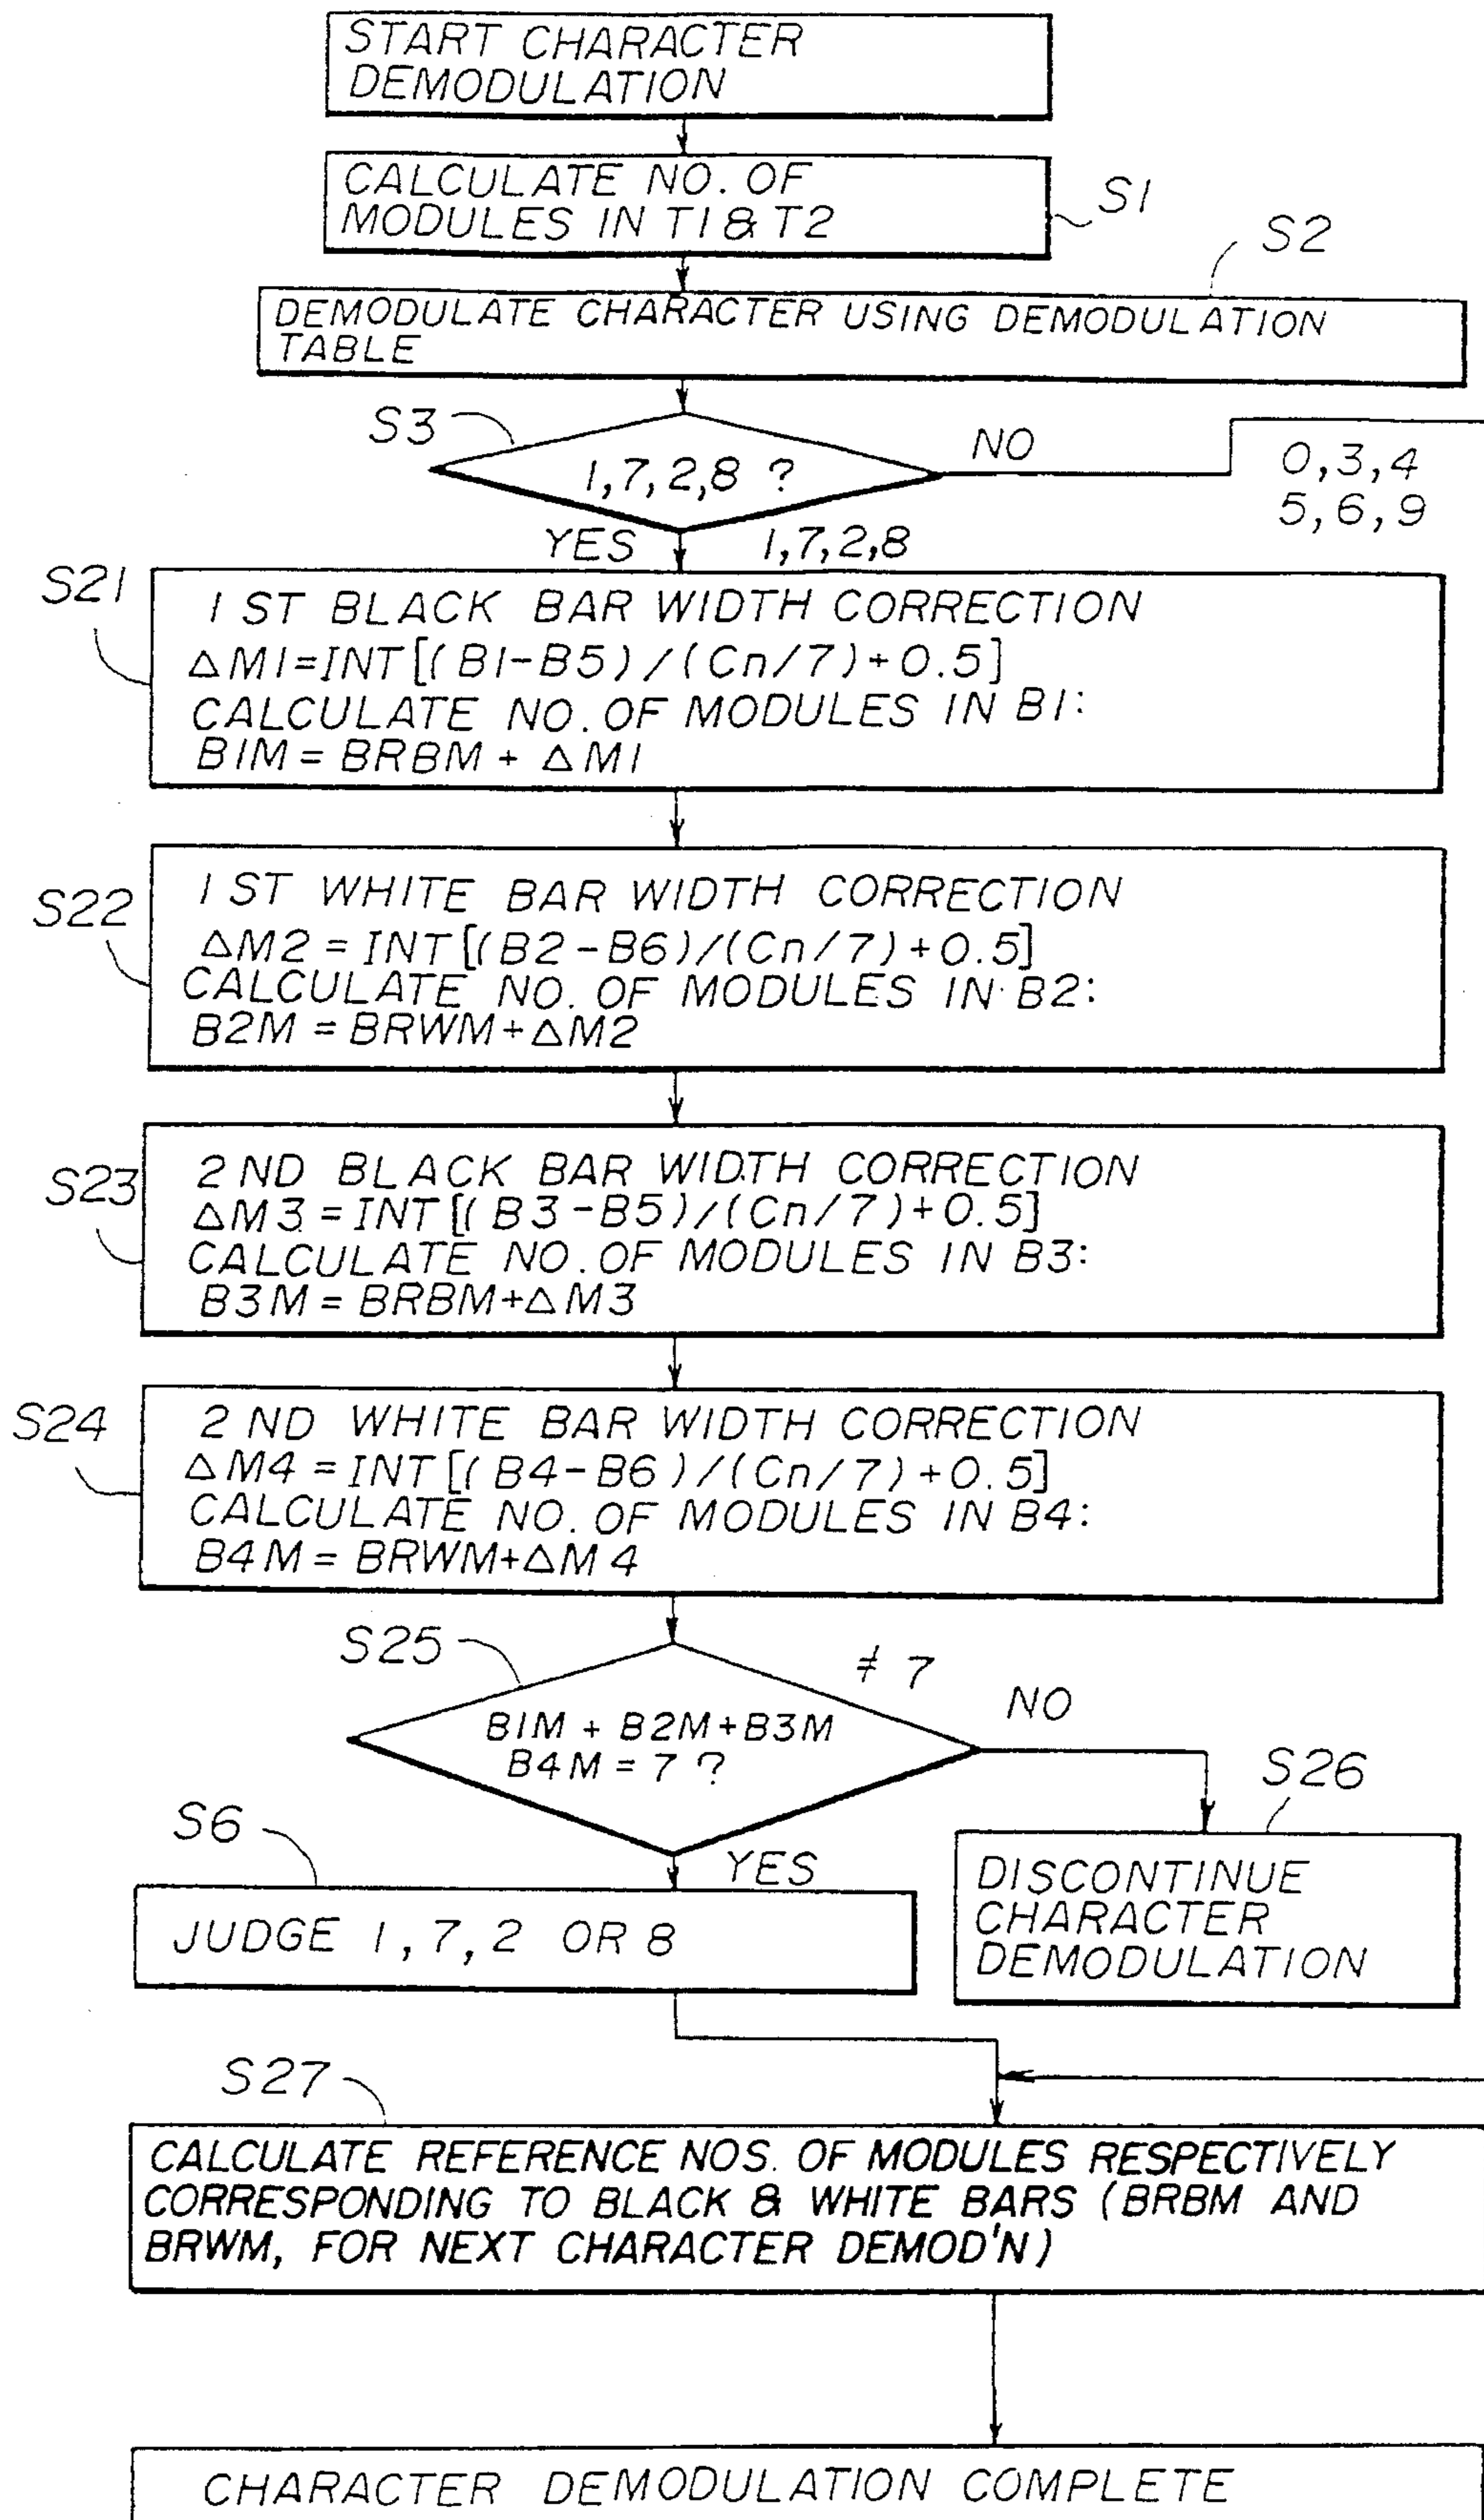 START CHARACTER
DEMODULATION
CALCULATE NO. OF
MODULES IN T1 & T2
S1
S2
DEMODULATE CHARACTER USING DEMODULATION
TABLE
S3
1,7,2,8 ?
NO
0,3,4
5,6,9
YES
1,7,2,8
S21
1 ST BLACK BAR WIDTH CORRECTION
△M1=INT[(B1-B5)/(Cn/7)+0.5]
CALCULATE NO. OF MODULES IN B1:
B1M = BRBM + △M1
S22
1 ST WHITE BAR WIDTH CORRECTION
△M2=INT[(B2-B6)/(Cn/7)+0.5]
CALCULATE NO. OF MODULES IN B2:
B2M = BRWM+△M2
S23
2 ND BLACK BAR WIDTH CORRECTION
△M3=INT[(B3-B5)/(Cn/7)+0.5]
CALCULATE NO. OF MODULES IN B3:
B3M = BRBM+△M3
S24
2 ND WHITE BAR WIDTH CORRECTION
△M4=INT[(B4-B6)/(Cn/7)+0.5]
CALCULATE NO. OF MODULES IN B4:
B4M = BRWM+△M4
S25
≠ 7
B1M + B2M+B3M
B4M = 7 ?
NO
S26
S6
YES
DISCONTINUE
CHARACTER
DEMODULATION
JUDGE 1, 7, 2 OR 8
S27
CALCULATE REFERENCE NOS. OF MODULES RESPECTIVELY
CORRESPONDING TO BLACK & WHITE BARS (BRBM AND
BRWM, FOR NEXT CHARACTER DEMOD'N)
CHARACTER DEMODULATION COMPLETE